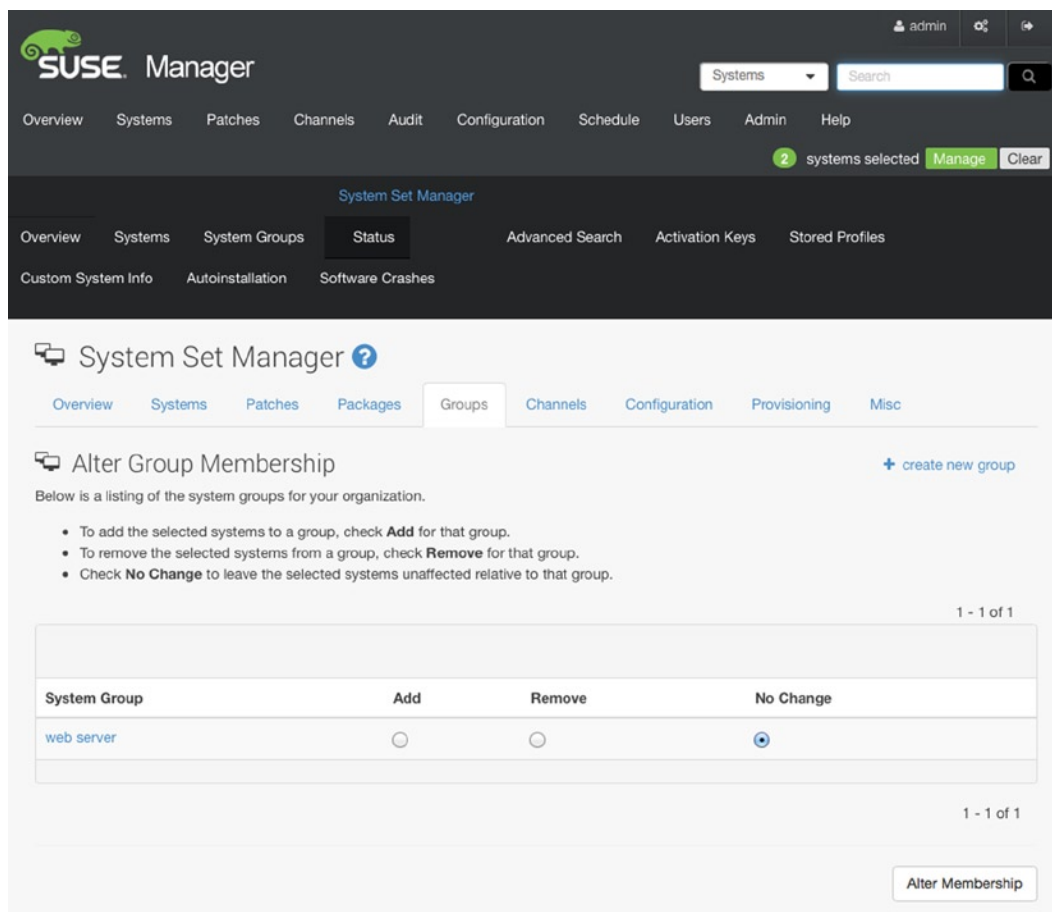 admin
SUSE. Manager
Systems Search
Overview Systems Patches Channels Audit Configuration Schedule Users Admin Help
2 systems selected Manage Clear
System Set Manager
Overview Systems System Groups Status Advanced Search Activation Keys Stored Profiles
Custom System Info Autoinstallation Software Crashes
System Set Manager ?
Overview Systems Patches Packages Groups Channels Configuration Provisioning Misc
Alter Group Membership
+ create new group
Below is a listing of the system groups for your organization.
• To add the selected systems to a group, check Add for that group.
• To remove the selected systems from a group, check Remove for that group.
• Check No Change to leave the selected systems unaffected relative to that group.
1 - 1 of 1
System Group Add Remove No Change
web server
1 - 1 of 1
Alter Membership